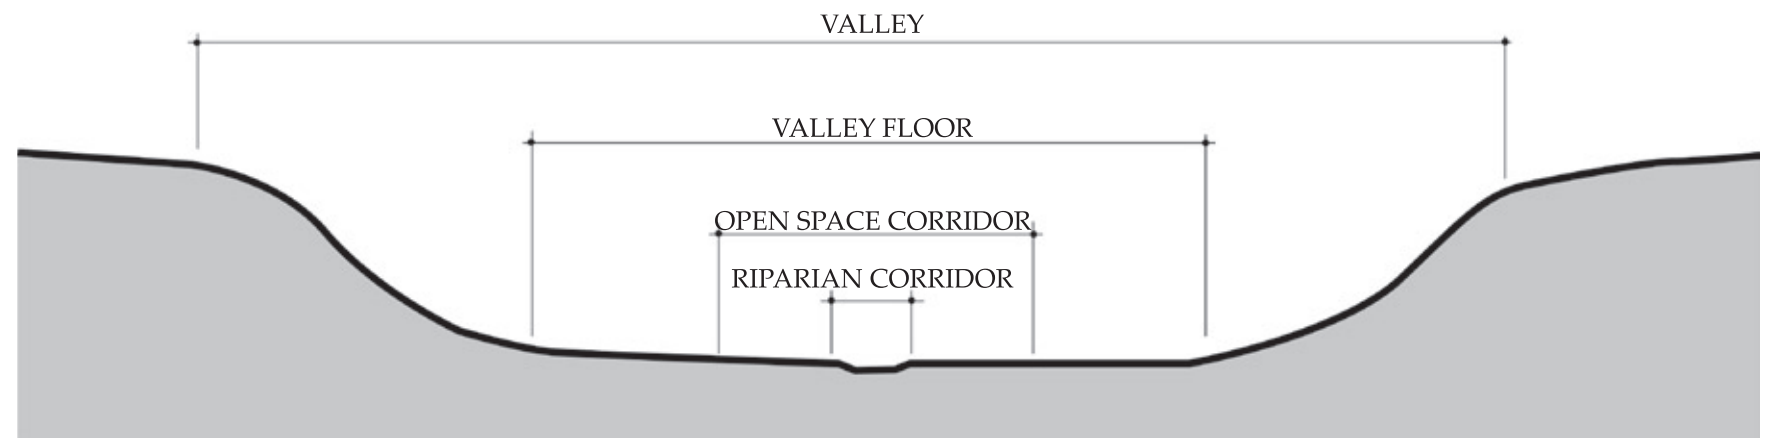 VALLEY
VALLEY FLOOR
OPEN SPACE CORRIDOR
RIPARIAN CORRIDOR